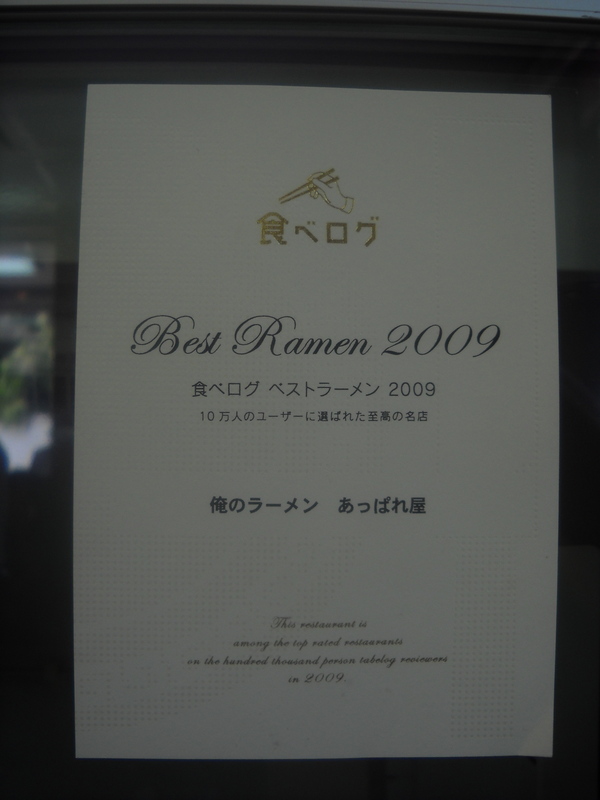 食べログ
Best Ramen 2009
食べログ ベストラーメン 2009
10万人のユーザーに選ばれた至高の名店
俺のラーメン あっぱれ屋
This restaurant is
among the top rated restaurants
on the hundred thousand person tabelog reviewers
in 2009.